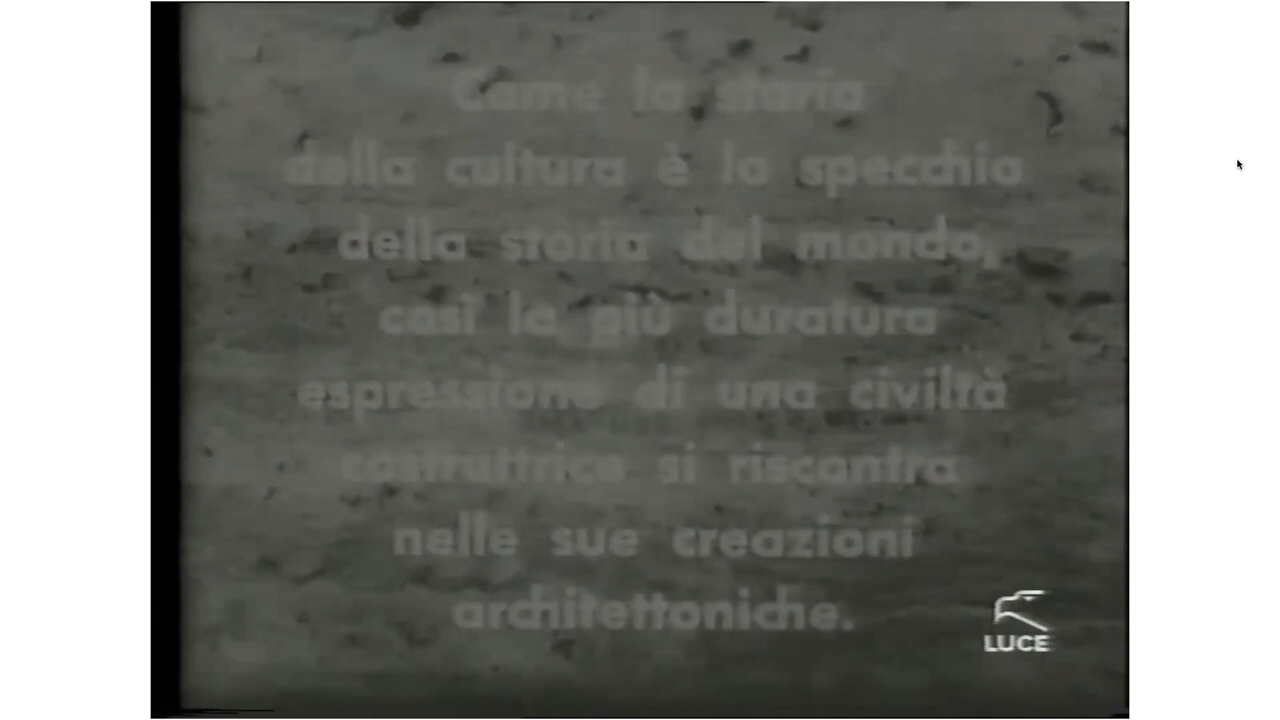 Come la storia
della cultura è lo specchio
della storia del mondo,
così la più duratura
espressione di una civiltà
costruttrice si riscontra
nelle sue creazioni
architettoniche.
LUCE